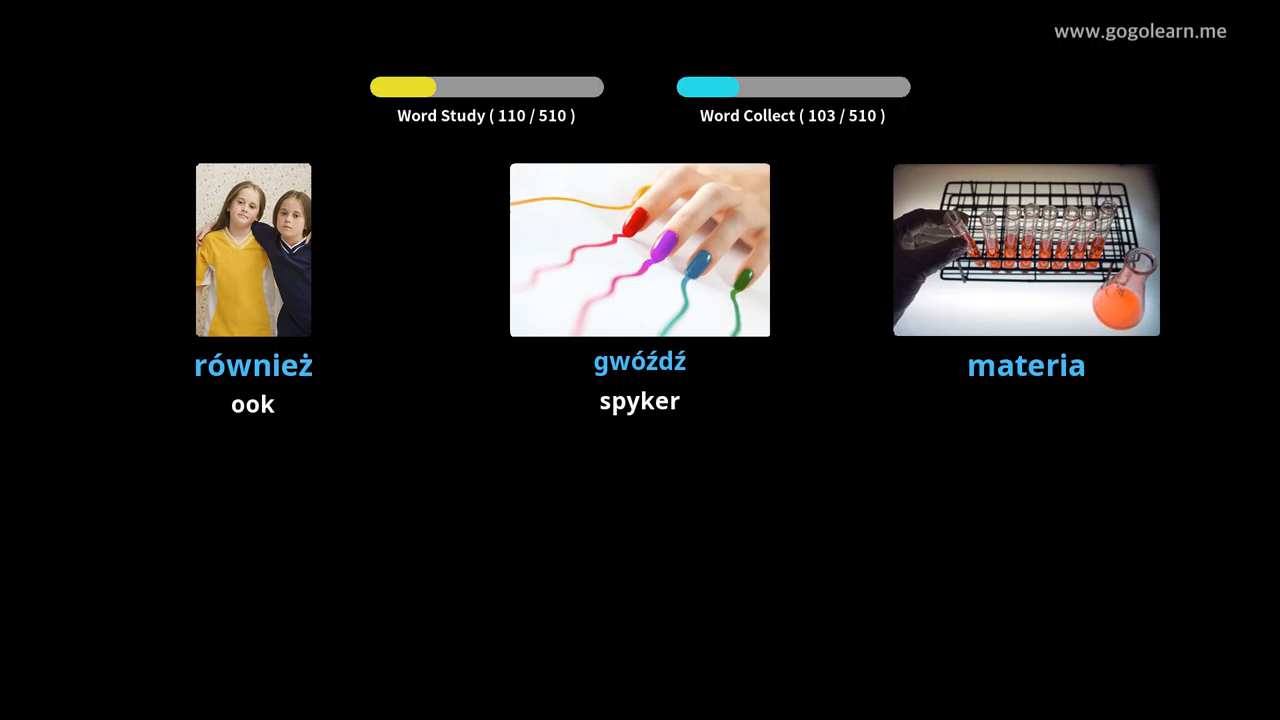 www.gogolearn.me
Word Study ( 110 / 510 )
Word Collect ( 103 / 510 )
również
gwóźdź
materia
ook
spyker